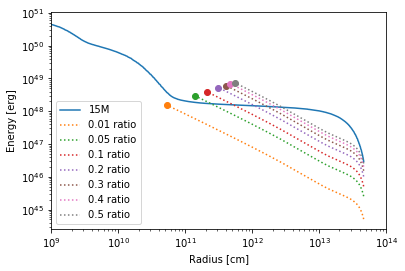 10^51
10^50
10^49
10^48
10^47
10^46
10^45
Energy [erg]
15M
0.01 ratio
0.05 ratio
0.1 ratio
0.2 ratio
0.3 ratio
0.4 ratio
0.5 ratio
10^9 10^10 10^11 10^12 10^13 10^14
Radius [cm]